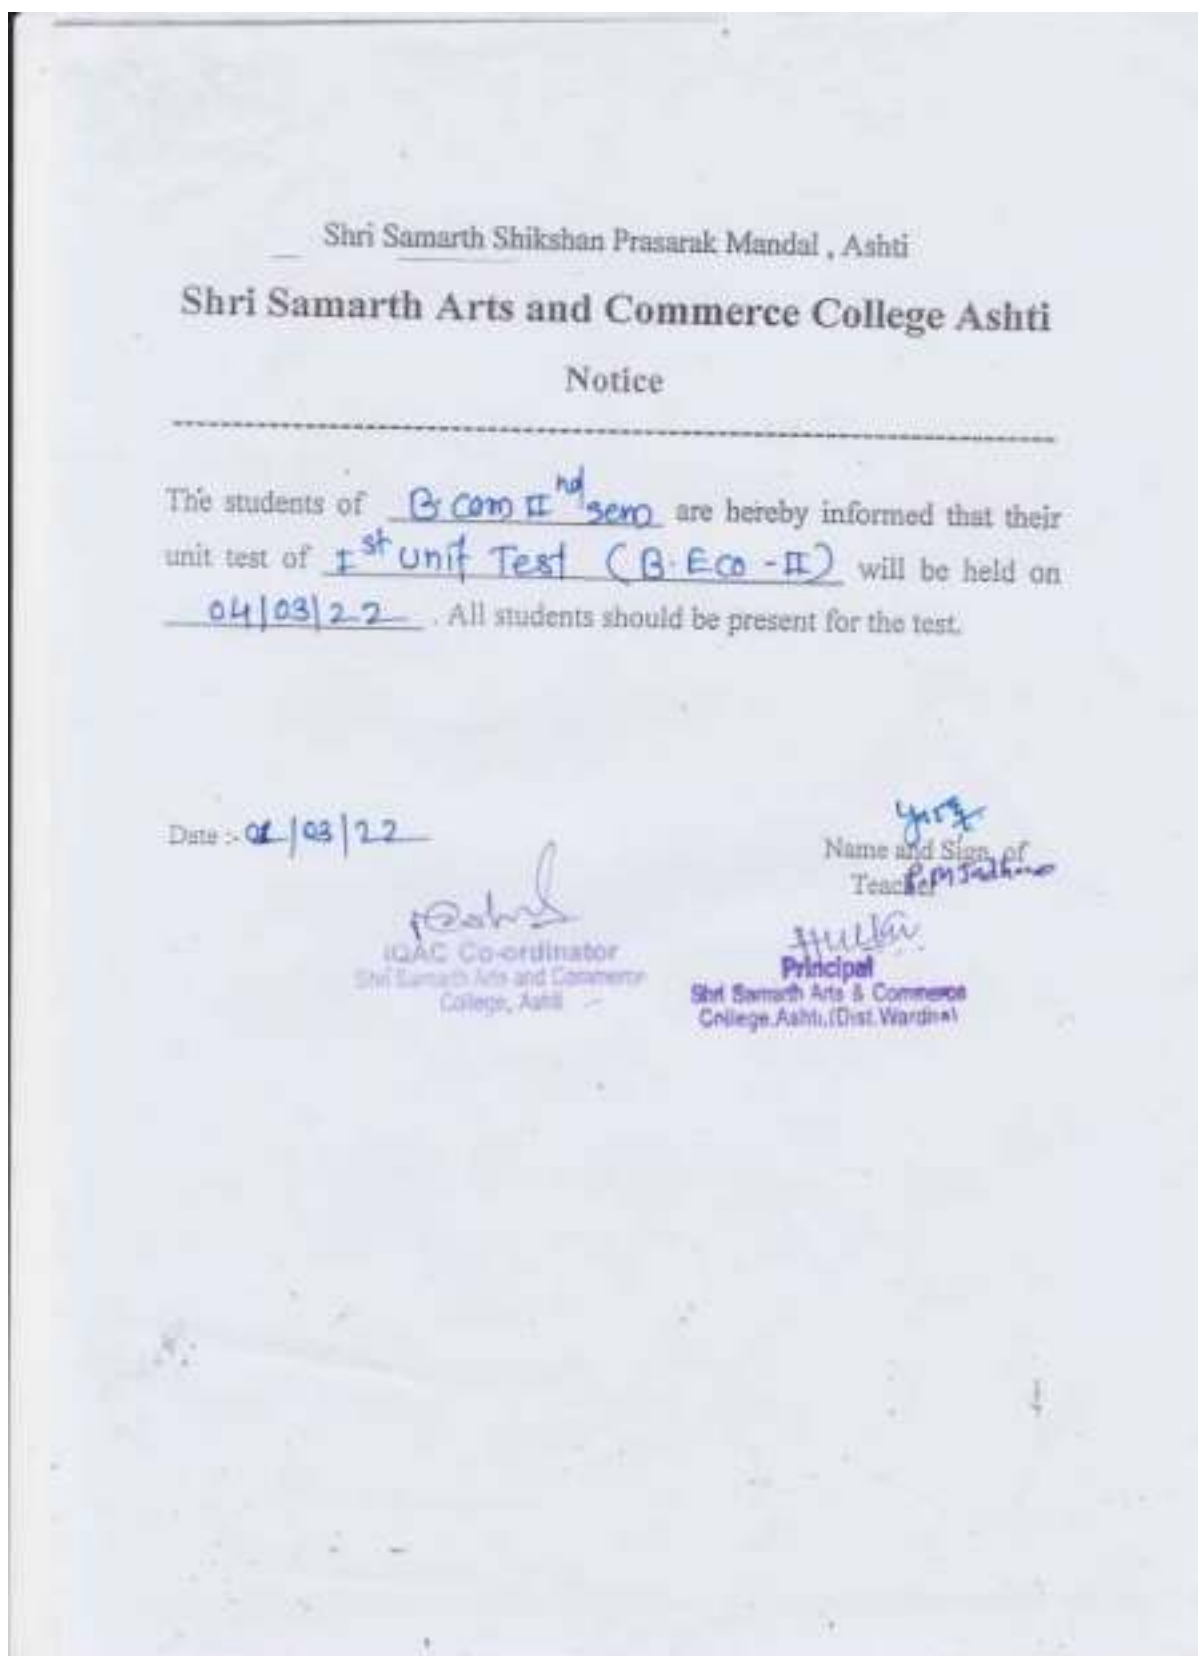 Shri Samarth Shikshan Prasarak Mandal , Ashti
Shri Samarth Arts and Commerce College Ashti
Notice
The students of B.com II nd sem are hereby informed that their
unit test of I st Unit Test (B.Eco - II) will be held on
04/03/22 . All students should be present for the test.
Date :- 01/03/22
Name and Sign. of
Teacher P.M Jadhao
IQAC Co-ordinator
Shri Samarth Arts and Commerce
College, Ashti
Principal
Shri Samarth Arts & Commerce
College, Ashti, (Dist. Wardha)